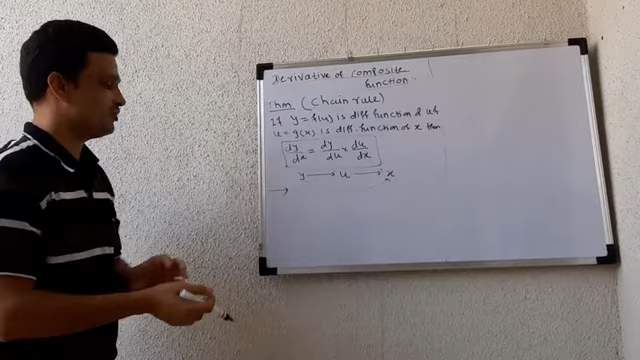 Derivative of composite
function.
Thm (Chain rule)
If y = f(u) is diff function of u &
u = g(x) is diff. function of x then
dy/dx = dy/du × du/dx
y → u → x
→